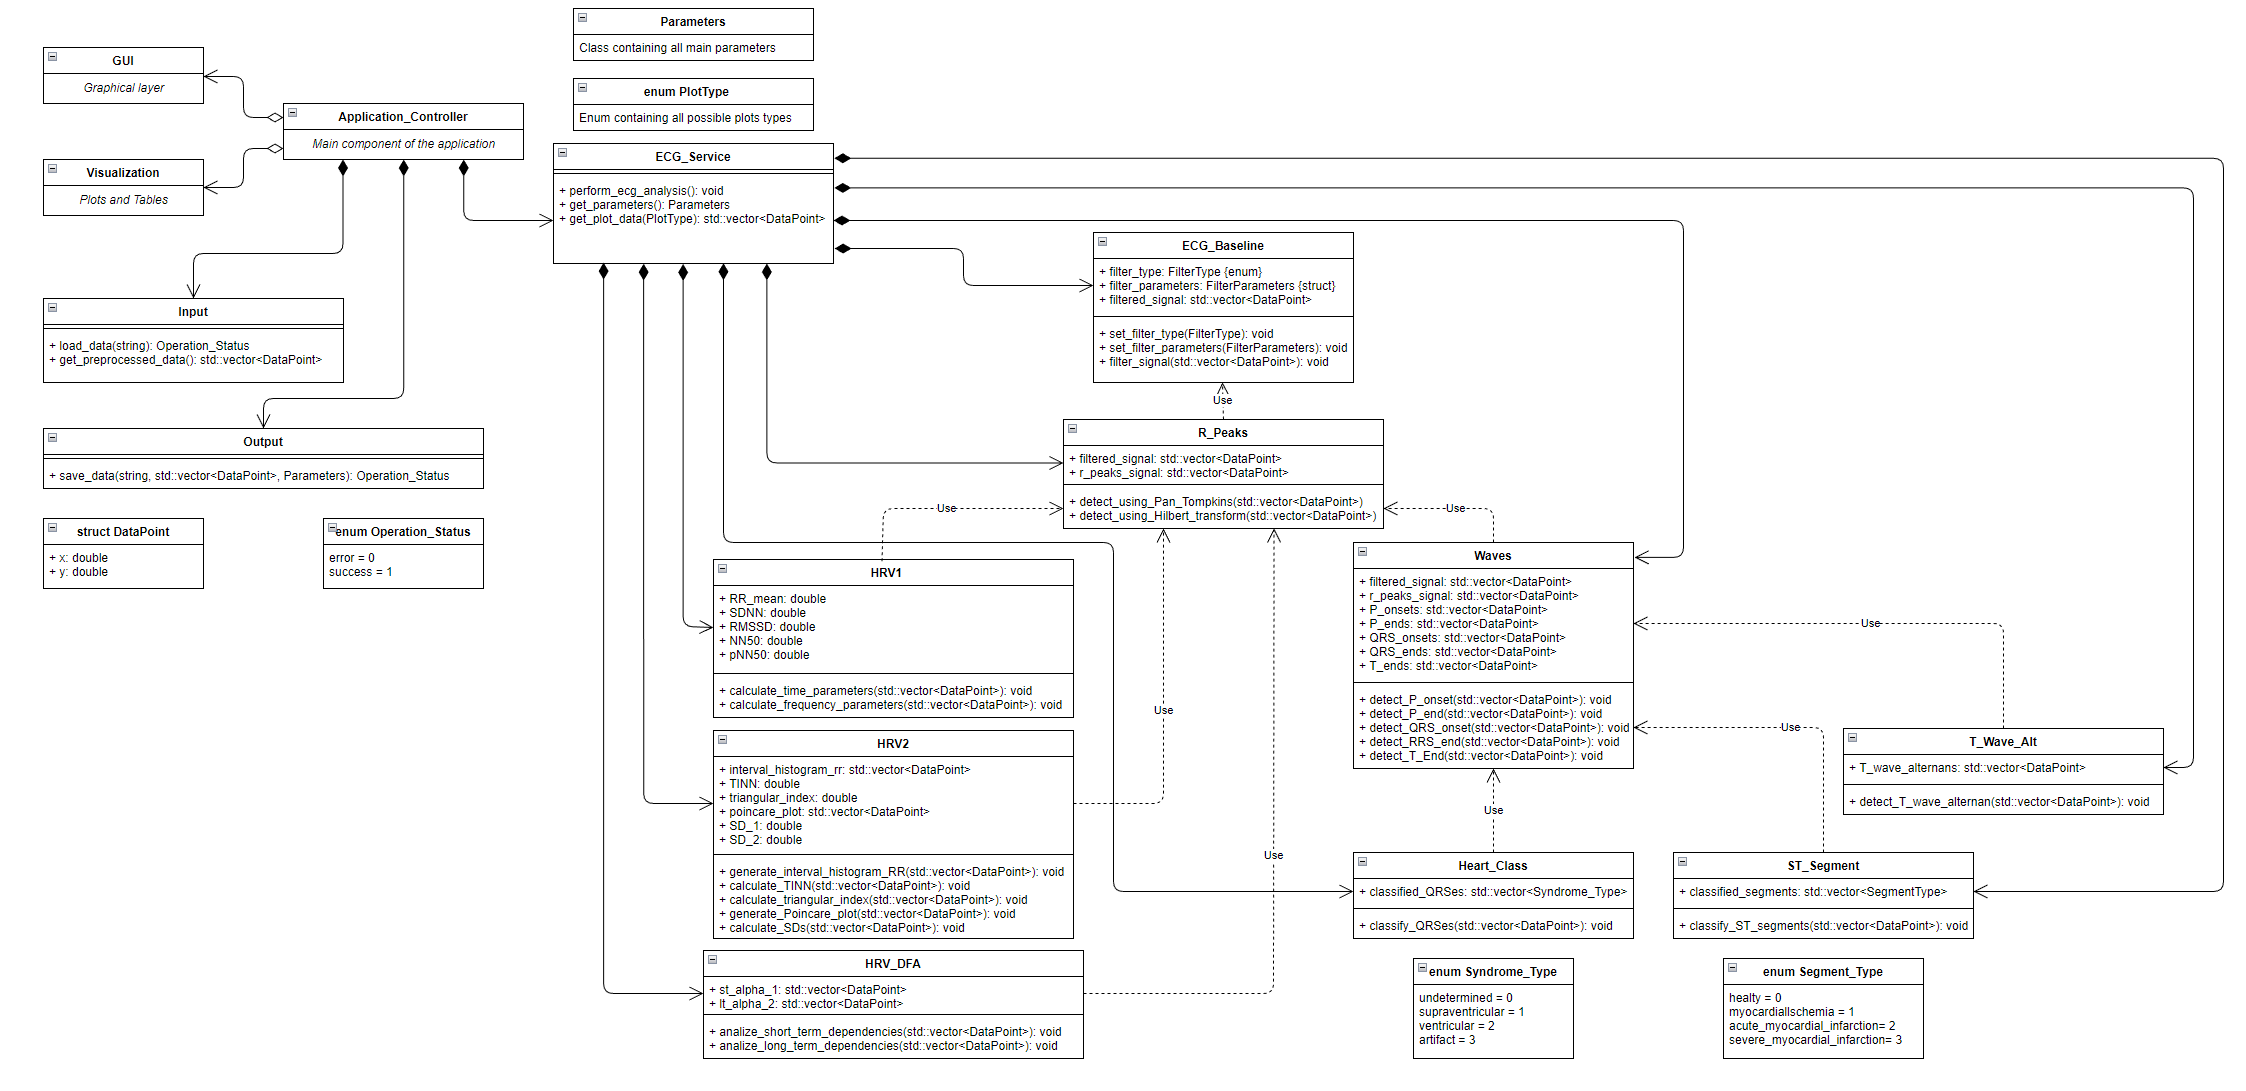 Parameters
Class containing all main parameters
GUI
Graphical layer
enum PlotType
Enum containing all possible plots types
Application_Controller
Main component of the application
Visualization
Plots and Tables
ECG_Service
+ perform_ecg_analysis(): void
+ get_parameters(): Parameters
+ get_plot_data(PlotType): std::vector<DataPoint>
ECG_Baseline
+ filter_type: FilterType {enum}
+ filter_parameters: FilterParameters {struct}
+ filtered_signal: std::vector<DataPoint>
+ set_filter_type(FilterType): void
+ set_filter_parameters(FilterParameters): void
+ filter_signal(std::vector<DataPoint>): void
Input
+ load_data(string): Operation_Status
+ get_preprocessed_data(): std::vector<DataPoint>
Use
Output
+ save_data(string, std::vector<DataPoint>, Parameters): Operation_Status
R_Peaks
+ filtered_signal: std::vector<DataPoint>
+ r_peaks_signal: std::vector<DataPoint>
+ detect_using_Pan_Tompkins(std::vector<DataPoint>)
+ detect_using_Hilbert_transform(std::vector<DataPoint>)
Use
Use
struct DataPoint
+ x: double
+ y: double
enum Operation_Status
error = 0
success = 1
HRV1
+ RR_mean: double
+ SDNN: double
+ RMSSD: double
+ NN50: double
+ pNN50: double
+ calculate_time_parameters(std::vector<DataPoint>): void
+ calculate_frequency_parameters(std::vector<DataPoint>): void
Waves
+ filtered_signal: std::vector<DataPoint>
+ r_peaks_signal: std::vector<DataPoint>
+ P_onsets: std::vector<DataPoint>
+ P_ends: std::vector<DataPoint>
+ QRS_onsets: std::vector<DataPoint>
+ QRS_ends: std::vector<DataPoint>
+ T_ends: std::vector<DataPoint>
+ detect_P_onset(std::vector<DataPoint>): void
+ detect_P_end(std::vector<DataPoint>): void
+ detect_QRS_onset(std::vector<DataPoint>): void
+ detect_RRS_end(std::vector<DataPoint>): void
+ detect_T_End(std::vector<DataPoint>): void
Use
Use
Use
HRV2
+ interval_histogram_rr: std::vector<DataPoint>
+ TINN: double
+ triangular_index: double
+ poincare_plot: std::vector<DataPoint>
+ SD_1: double
+ SD_2: double
+ generate_interval_histogram_RR(std::vector<DataPoint>): void
+ calculate_TINN(std::vector<DataPoint>): void
+ calculate_triangular_index(std::vector<DataPoint>): void
+ generate_Poincare_plot(std::vector<DataPoint>): void
+ calculate_SDs(std::vector<DataPoint>): void
T_Wave_Alt
+ T_wave_alternans: std::vector<DataPoint>
+ detect_T_wave_alternan(std::vector<DataPoint>): void
Use
Use
Heart_Class
+ classified_QRSes: std::vector<Syndrome_Type>
+ classify_QRSes(std::vector<DataPoint>): void
ST_Segment
+ classified_segments: std::vector<SegmentType>
+ classify_ST_segments(std::vector<DataPoint>): void
HRV_DFA
+ st_alpha_1: std::vector<DataPoint>
+ lt_alpha_2: std::vector<DataPoint>
+ analize_short_term_dependencies(std::vector<DataPoint>): void
+ analize_long_term_dependencies(std::vector<DataPoint>): void
enum Syndrome_Type
undetermined = 0
supraventricular = 1
ventricular = 2
artifact = 3
enum Segment_Type
healty = 0
myocardialIschemia = 1
acute_myocardial_infarction= 2
severe_myocardial_infarction= 3